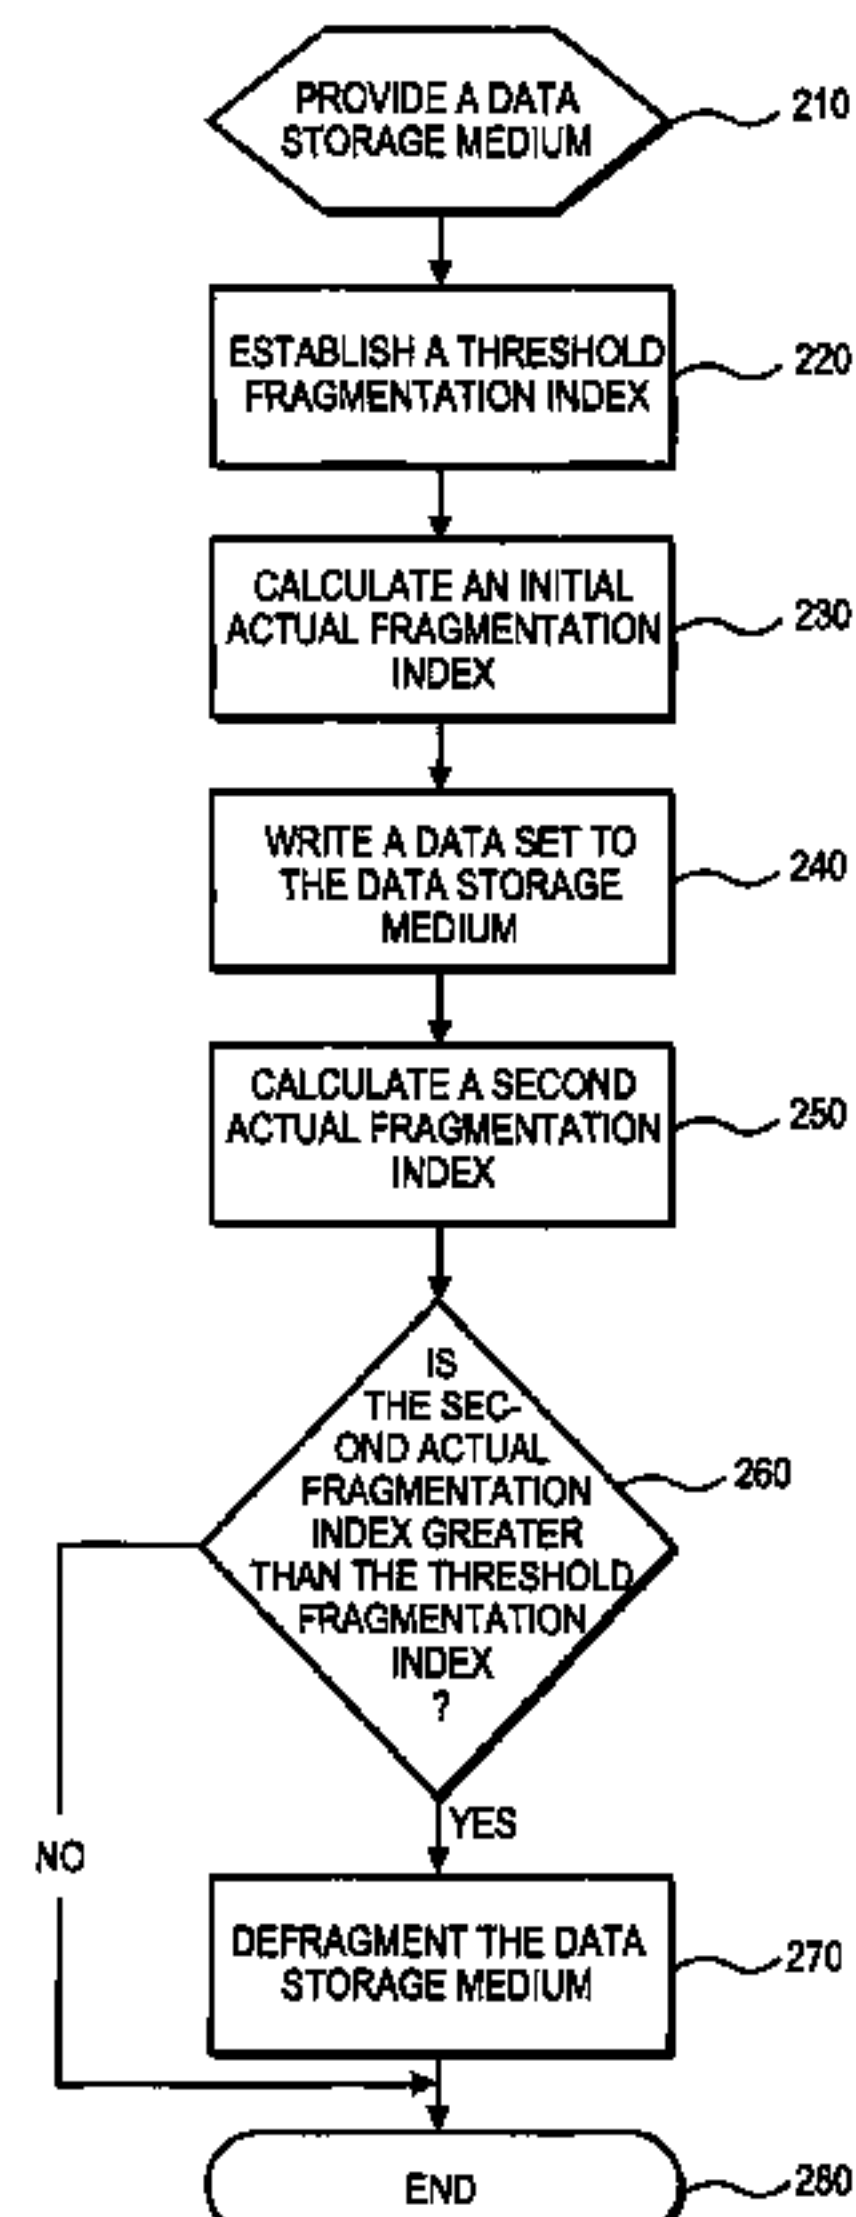 PROVIDE A DATA
STORAGE MEDIUM
210
ESTABLISH A THRESHOLD
FRAGMENTATION INDEX
220
CALCULATE AN INITIAL
ACTUAL FRAGMENTATION
INDEX
230
WRITE A DATA SET TO
THE DATA STORAGE
MEDIUM
240
CALCULATE A SECOND
ACTUAL FRAGMENTATION
INDEX
250
IS
THE SEC-
OND ACTUAL
FRAGMENTATION
INDEX GREATER
THAN THE THRESHOLD
FRAGMENTATION
INDEX
?
260
YES
NO
DEFRAGMENT THE DATA
STORAGE MEDIUM
270
END
280